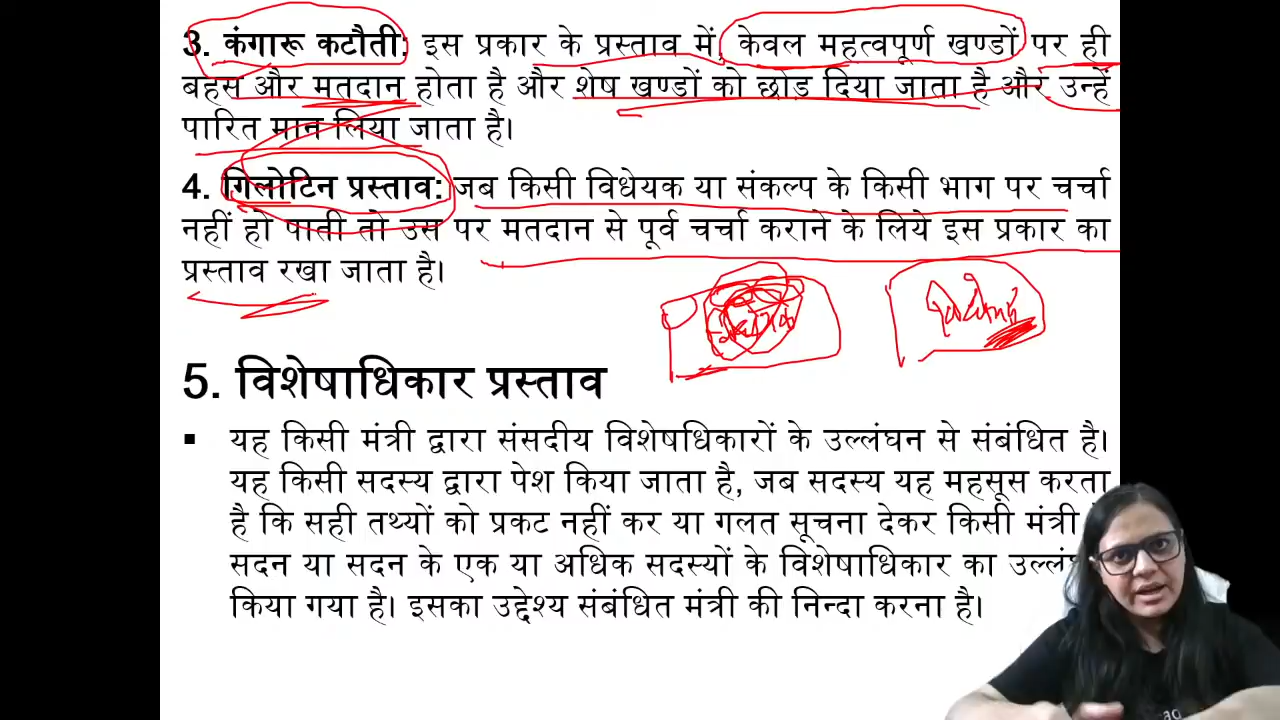 3. कंगारू कटौती: इस प्रकार के प्रस्ताव में, केवल महत्वपूर्ण खण्डों पर ही
बहस और मतदान होता है और शेष खण्डों को छोड़ दिया जाता है और उन्हें
पारित मान लिया जाता है।
4. गिलोटिन प्रस्ताव: जब किसी विधेयक या संकल्प के किसी भाग पर चर्चा
नहीं हो पाती तो उस पर मतदान से पूर्व चर्चा कराने के लिये इस प्रकार का
प्रस्ताव रखा जाता है।
5. विशेषाधिकार प्रस्ताव
▪ यह किसी मंत्री द्वारा संसदीय विशेषधिकारों के उल्लंघन से संबंधित है।
यह किसी सदस्य द्वारा पेश किया जाता है, जब सदस्य यह महसूस करता
है कि सही तथ्यों को प्रकट नहीं कर या गलत सूचना देकर किसी मंत्री
सदन या सदन के एक या अधिक सदस्यों के विशेषाधिकार का
किया गया है। इसका उद्देश्य संबंधित मंत्री की निन्दा करना है।